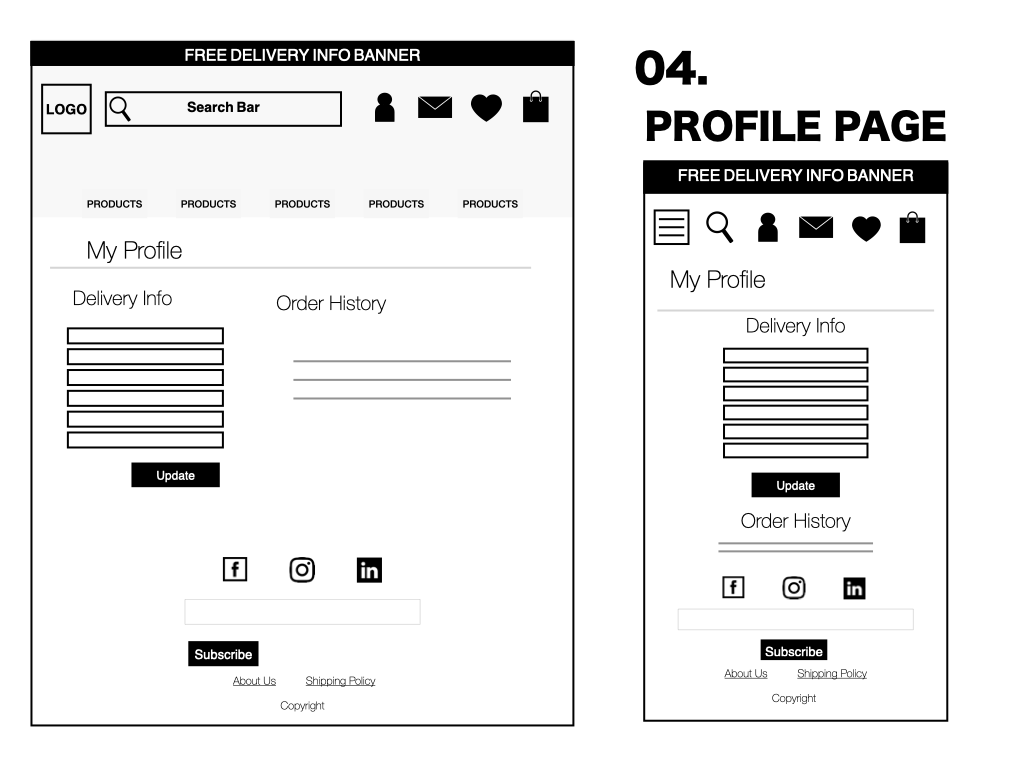 FREE DELIVERY INFO BANNER
LOGO
Search Bar
PRODUCTS PRODUCTS PRODUCTS PRODUCTS PRODUCTS
My Profile
Delivery Info
Update
Order History
f
in
Subscribe
About Us Shipping Policy
Copyright
04.
PROFILE PAGE
FREE DELIVERY INFO BANNER
My Profile
Delivery Info
Update
Order History
f
in
Subscribe
About Us Shipping Policy
Copyright